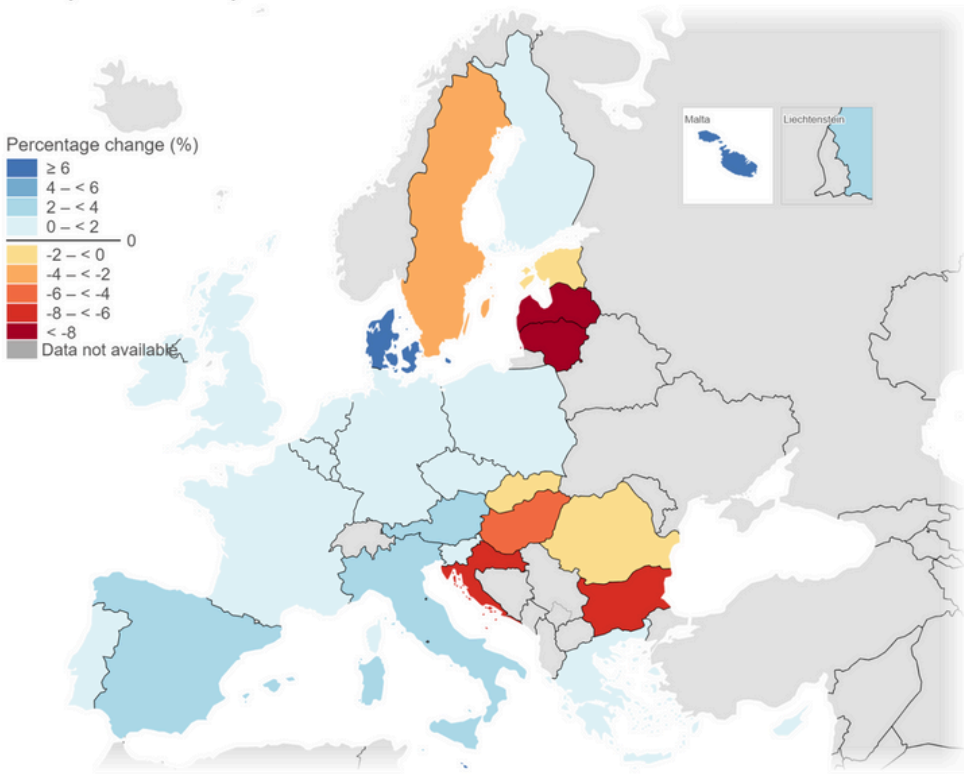 Percentage change (%)
≥ 6
4 – < 6
2 – < 4
0 – < 2
0
-2 – < 0
-4 – < -2
-6 – < -4
-8 – < -6
< -8
Data not available
Malta
Liechtenstein